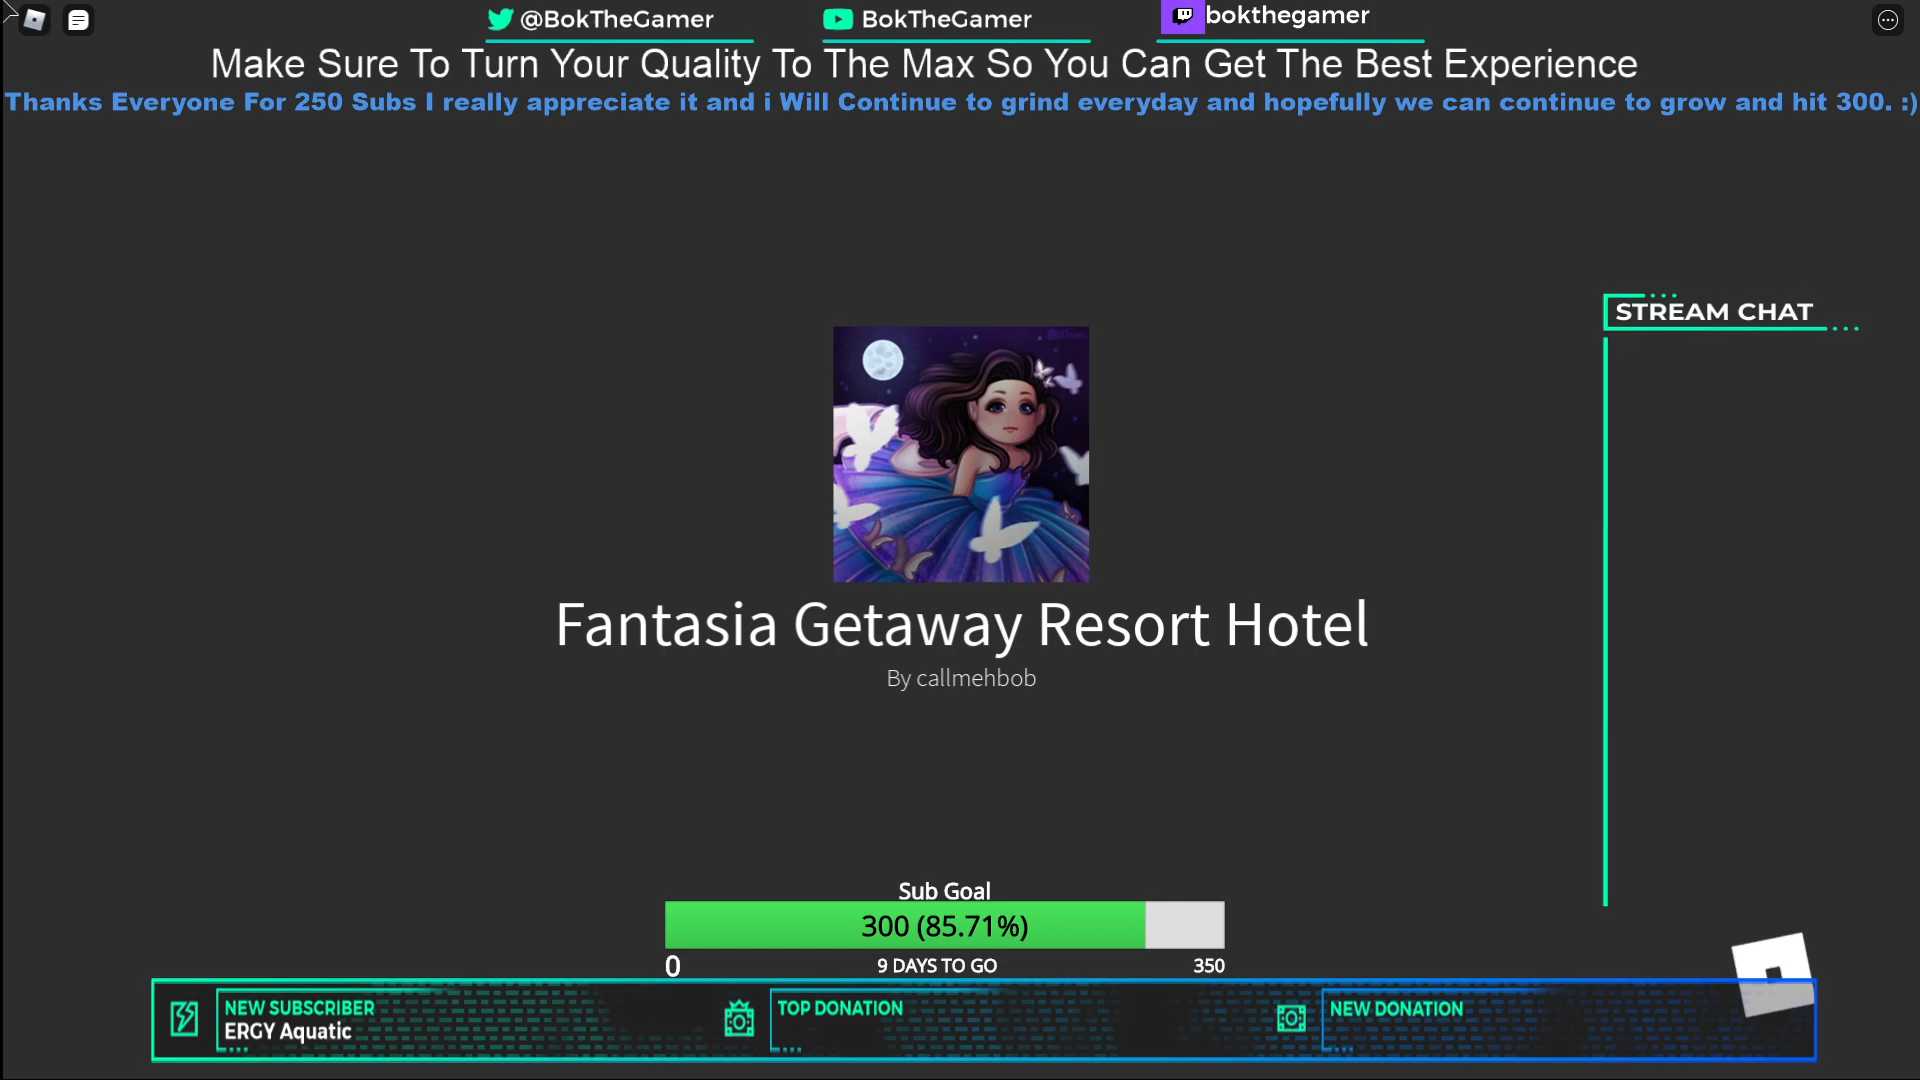 @BokTheGamer
BokTheGamer
bokthegamer
Make Sure To Turn Your Quality To The Max So You Can Get The Best Experience
Thanks Everyone For 250 Subs I really appreciate it and i Will Continue to grind everyday and hopefully we can continue to grow and hit 300. :)
STREAM CHAT
Fantasia Getaway Resort Hotel
By callmehbob
Sub Goal
300 (85.71%)
0
9 DAYS TO GO
350
NEW SUBSCRIBER
ERGY Aquatic
TOP DONATION
NEW DONATION